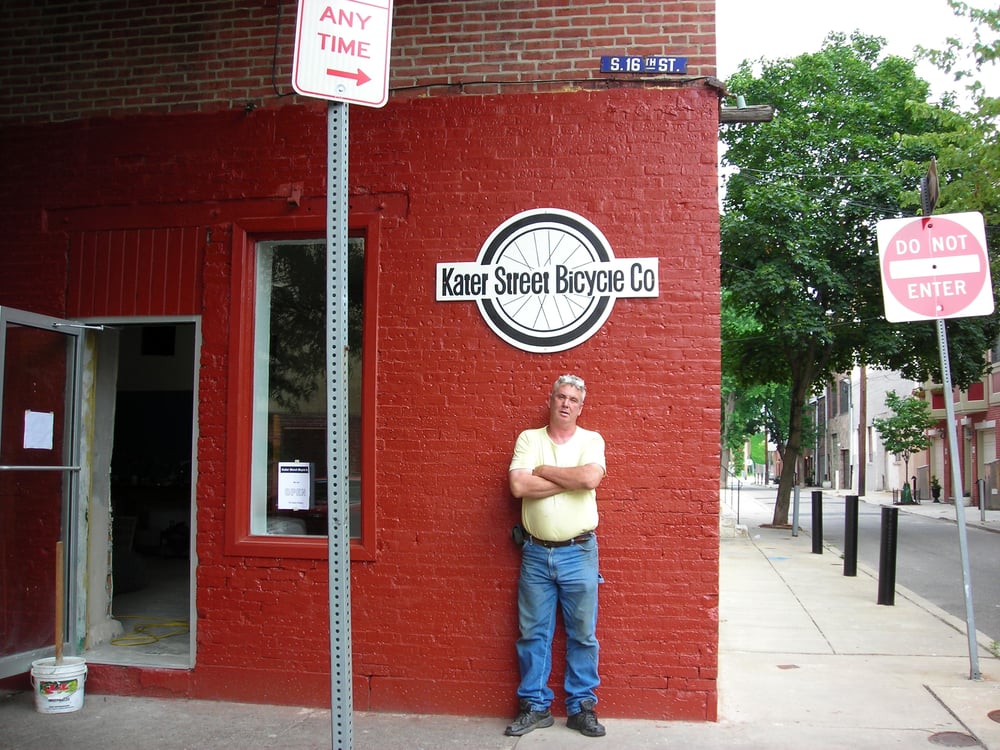 ANY
TIME
S. 16TH ST.
Kater Street Bicycle Co
DO NOT
ENTER
OPEN